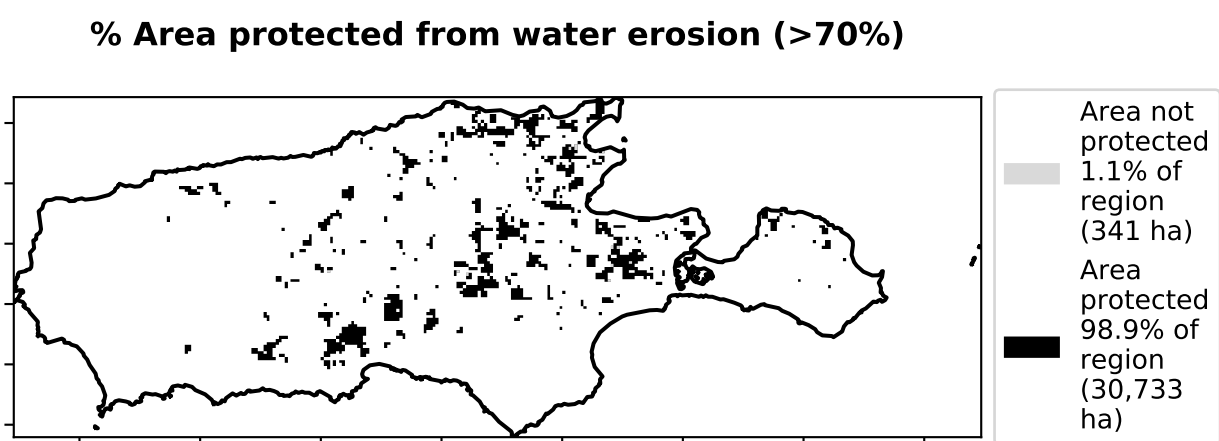 % Area protected from water erosion (>70%)
Area not
protected
1.1% of
region
(341 ha)
Area
protected
98.9% of
region
(30,733
ha)